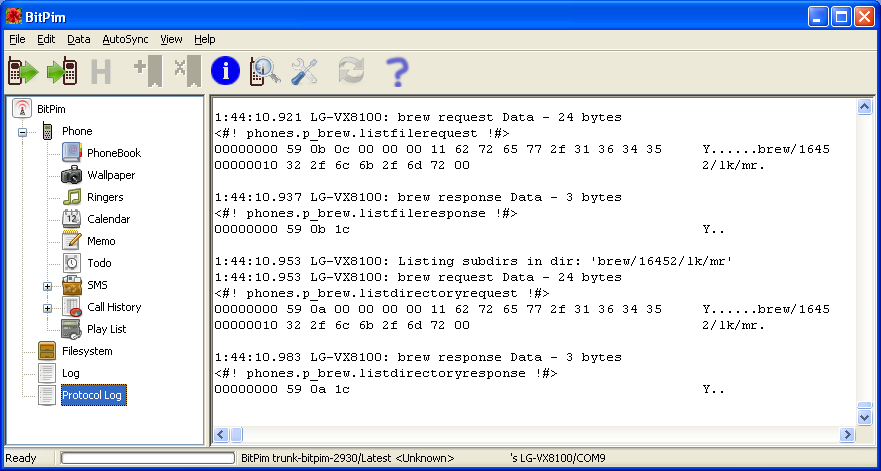 BitPim
File Edit Data AutoSync View Help
BitPim
Phone
PhoneBook
Wallpaper
Ringers
Calendar
Memo
Todo
SMS
Call History
Play List
Filesystem
Log
Protocol Log
1:44:10.921 LG-VX8100: brew request Data - 24 bytes
<#! phones.p_brew.listfilerequest !#>
00000000 59 0b 0c 00 00 00 11 62 72 65 77 2f 31 36 34 35 Y......brew/1645
00000010 32 2f 6c 6b 2f 6d 72 00 2/lk/mr.
1:44:10.937 LG-VX8100: brew response Data - 3 bytes
<#! phones.p_brew.listfileresponse !#>
00000000 59 0b 1c Y..
1:44:10.953 LG-VX8100: Listing subdirs in dir: 'brew/16452/lk/mr'
1:44:10.953 LG-VX8100: brew request Data - 24 bytes
<#! phones.p_brew.listdirectoryrequest !#>
00000000 59 0a 00 00 00 00 11 62 72 65 77 2f 31 36 34 35 Y......brew/1645
00000010 32 2f 6c 6b 2f 6d 72 00 2/lk/mr.
1:44:10.983 LG-VX8100: brew response Data - 3 bytes
<#! phones.p_brew.listdirectoryresponse !#>
00000000 59 0a 1c Y..
Ready BitPim trunk-bitpim-2930/Latest <Unknown> 's LG-VX8100/COM9